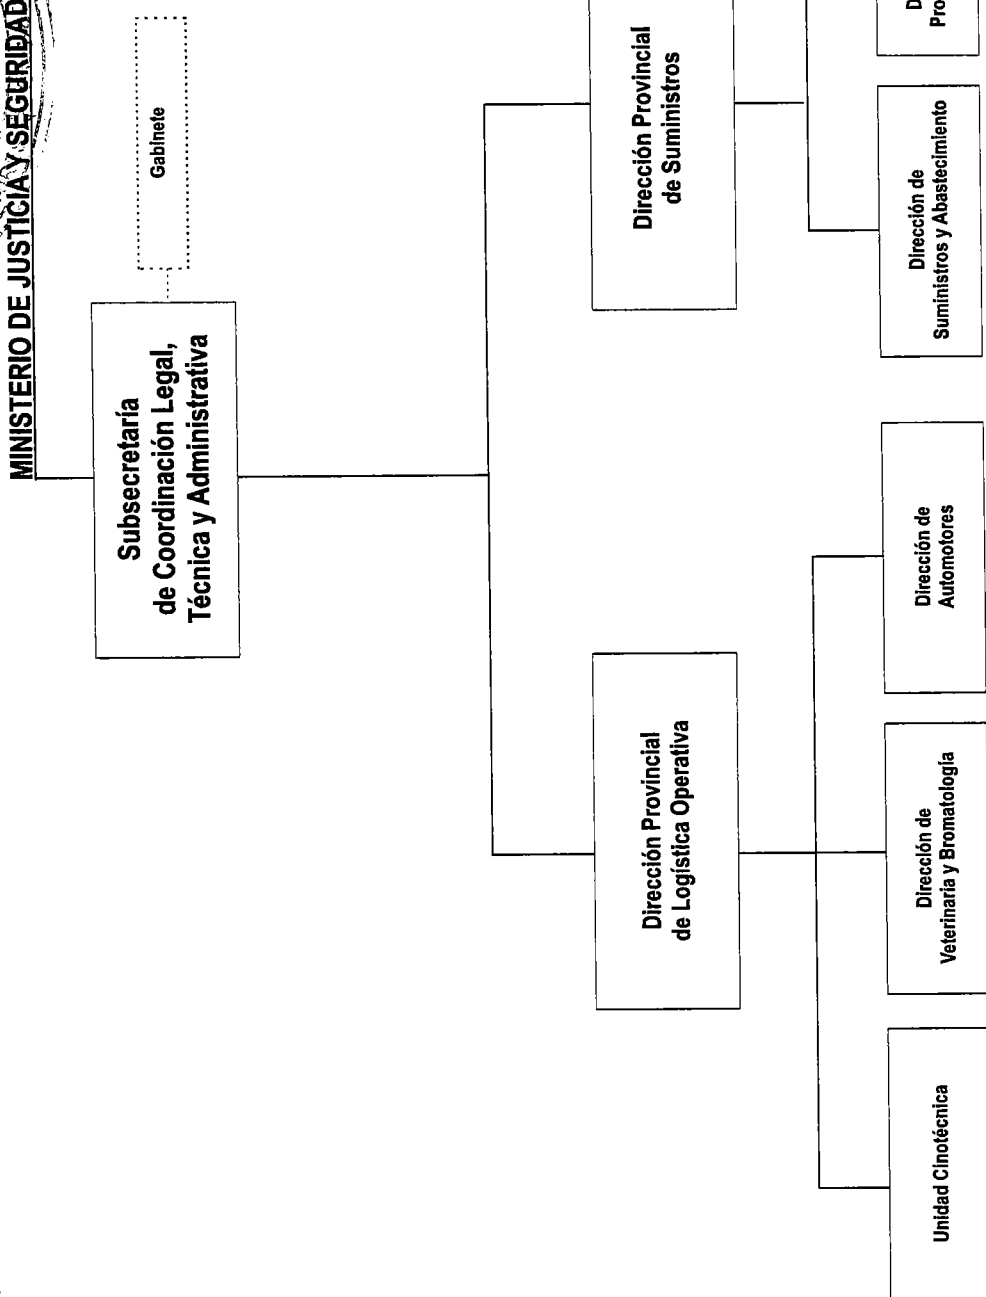 MINISTERIO DE JUSTICIA Y SEGURIDAD
Subsecretaría
de Coordinación Legal,
Técnica y Administrativa
Gabinete
Dirección Provincial
de Logística Operativa
Dirección Provincial
de Suministros
Unidad Cinotécnica
Dirección de
Veterinaria y Bromatología
Dirección de
Automotores
Dirección de
Suministros y Abastecimiento
D
Pro